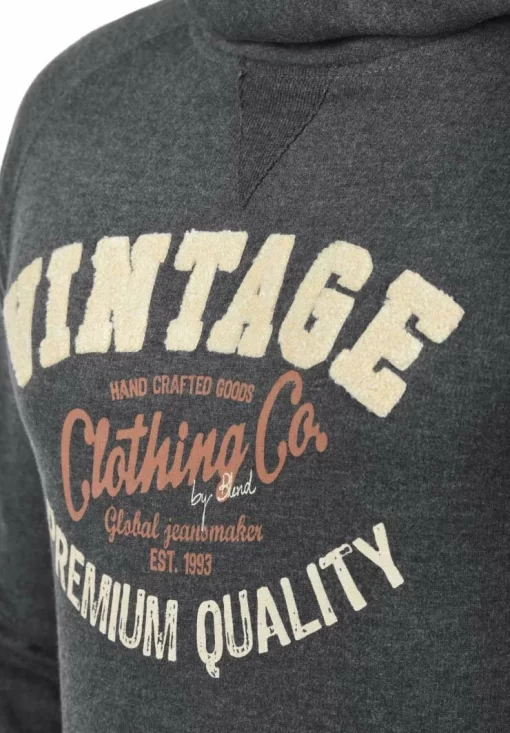 VINTAGE
HAND CRAFTED GOODS
Clothing Co.
by Blend
Global jeansmaker
EST. 1993
PREMIUM QUALITY